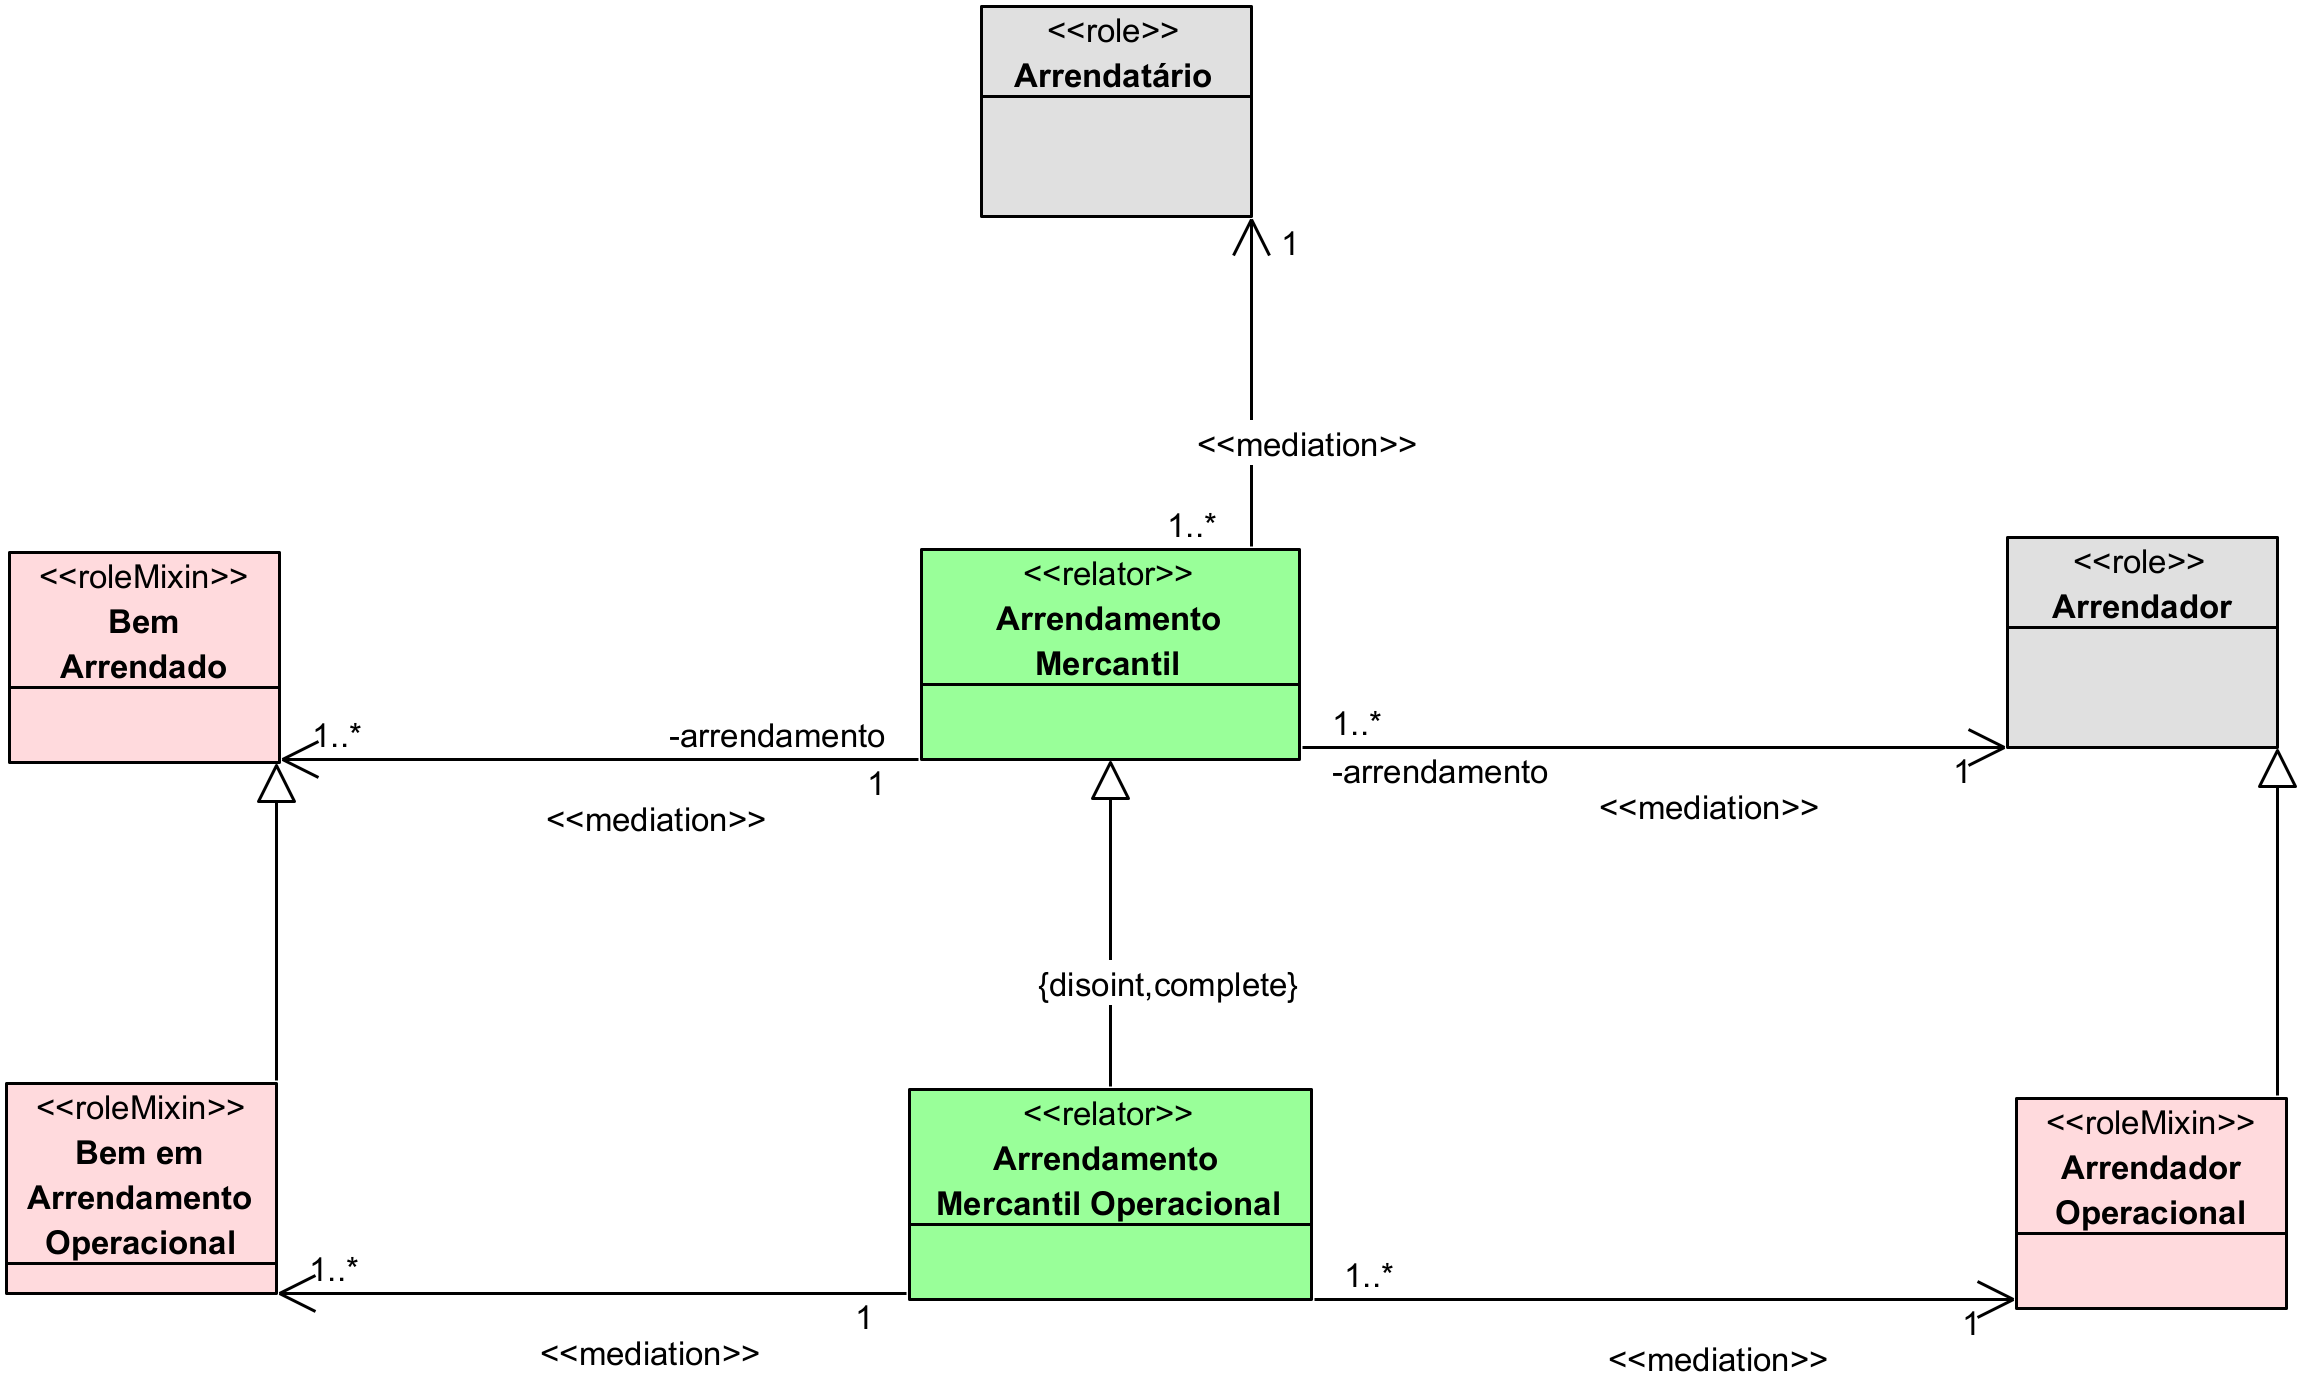 <<role>>
Arrendatário
1
<<mediation>>
1..*
<<roleMixin>>
Bem
Arrendado
1..*
-arrendamento
1
<<mediation>>
<<relator>>
Arrendamento
Mercantil
1..*
-arrendamento
1
<<mediation>>
<<role>>
Arrendador
{disoint,complete}
<<roleMixin>>
Bem em
Arrendamento
Operacional
1..*
1
<<mediation>>
<<relator>>
Arrendamento
Mercantil Operacional
1..*
1
<<mediation>>
<<roleMixin>>
Arrendador
Operacional